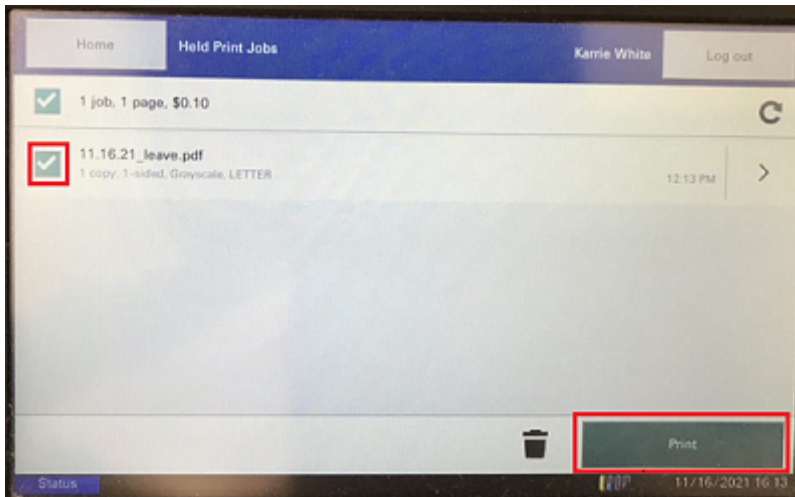 Home
Held Print Jobs
Karrie White
Log out
1 job, 1 page, $0.10
11.16.21_leave.pdf
1 copy, 1-sided, Grayscale, LETTER
12:13 PM
Print
Status
11/16/2021 16:13